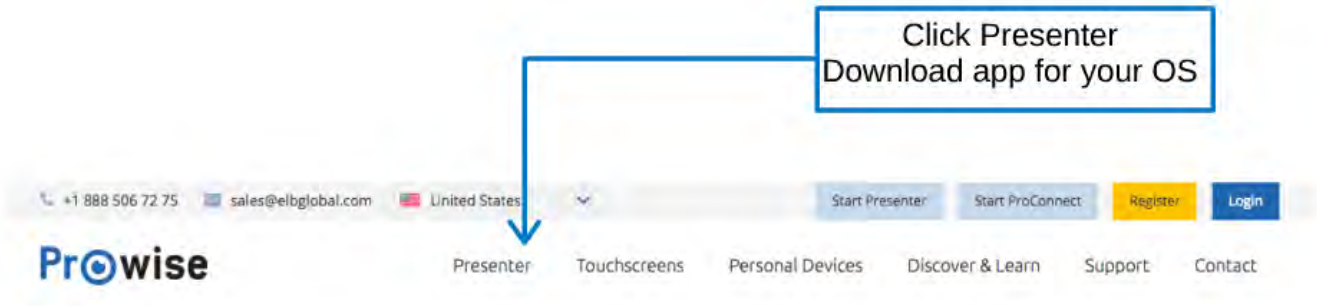 Click Presenter
Download app for your OS
+1 888 506 72 75 sales@elbglobal.com United States Start Presenter Start ProConnect Register Login
Prowise Presenter Touchscreens Personal Devices Discover & Learn Support Contact